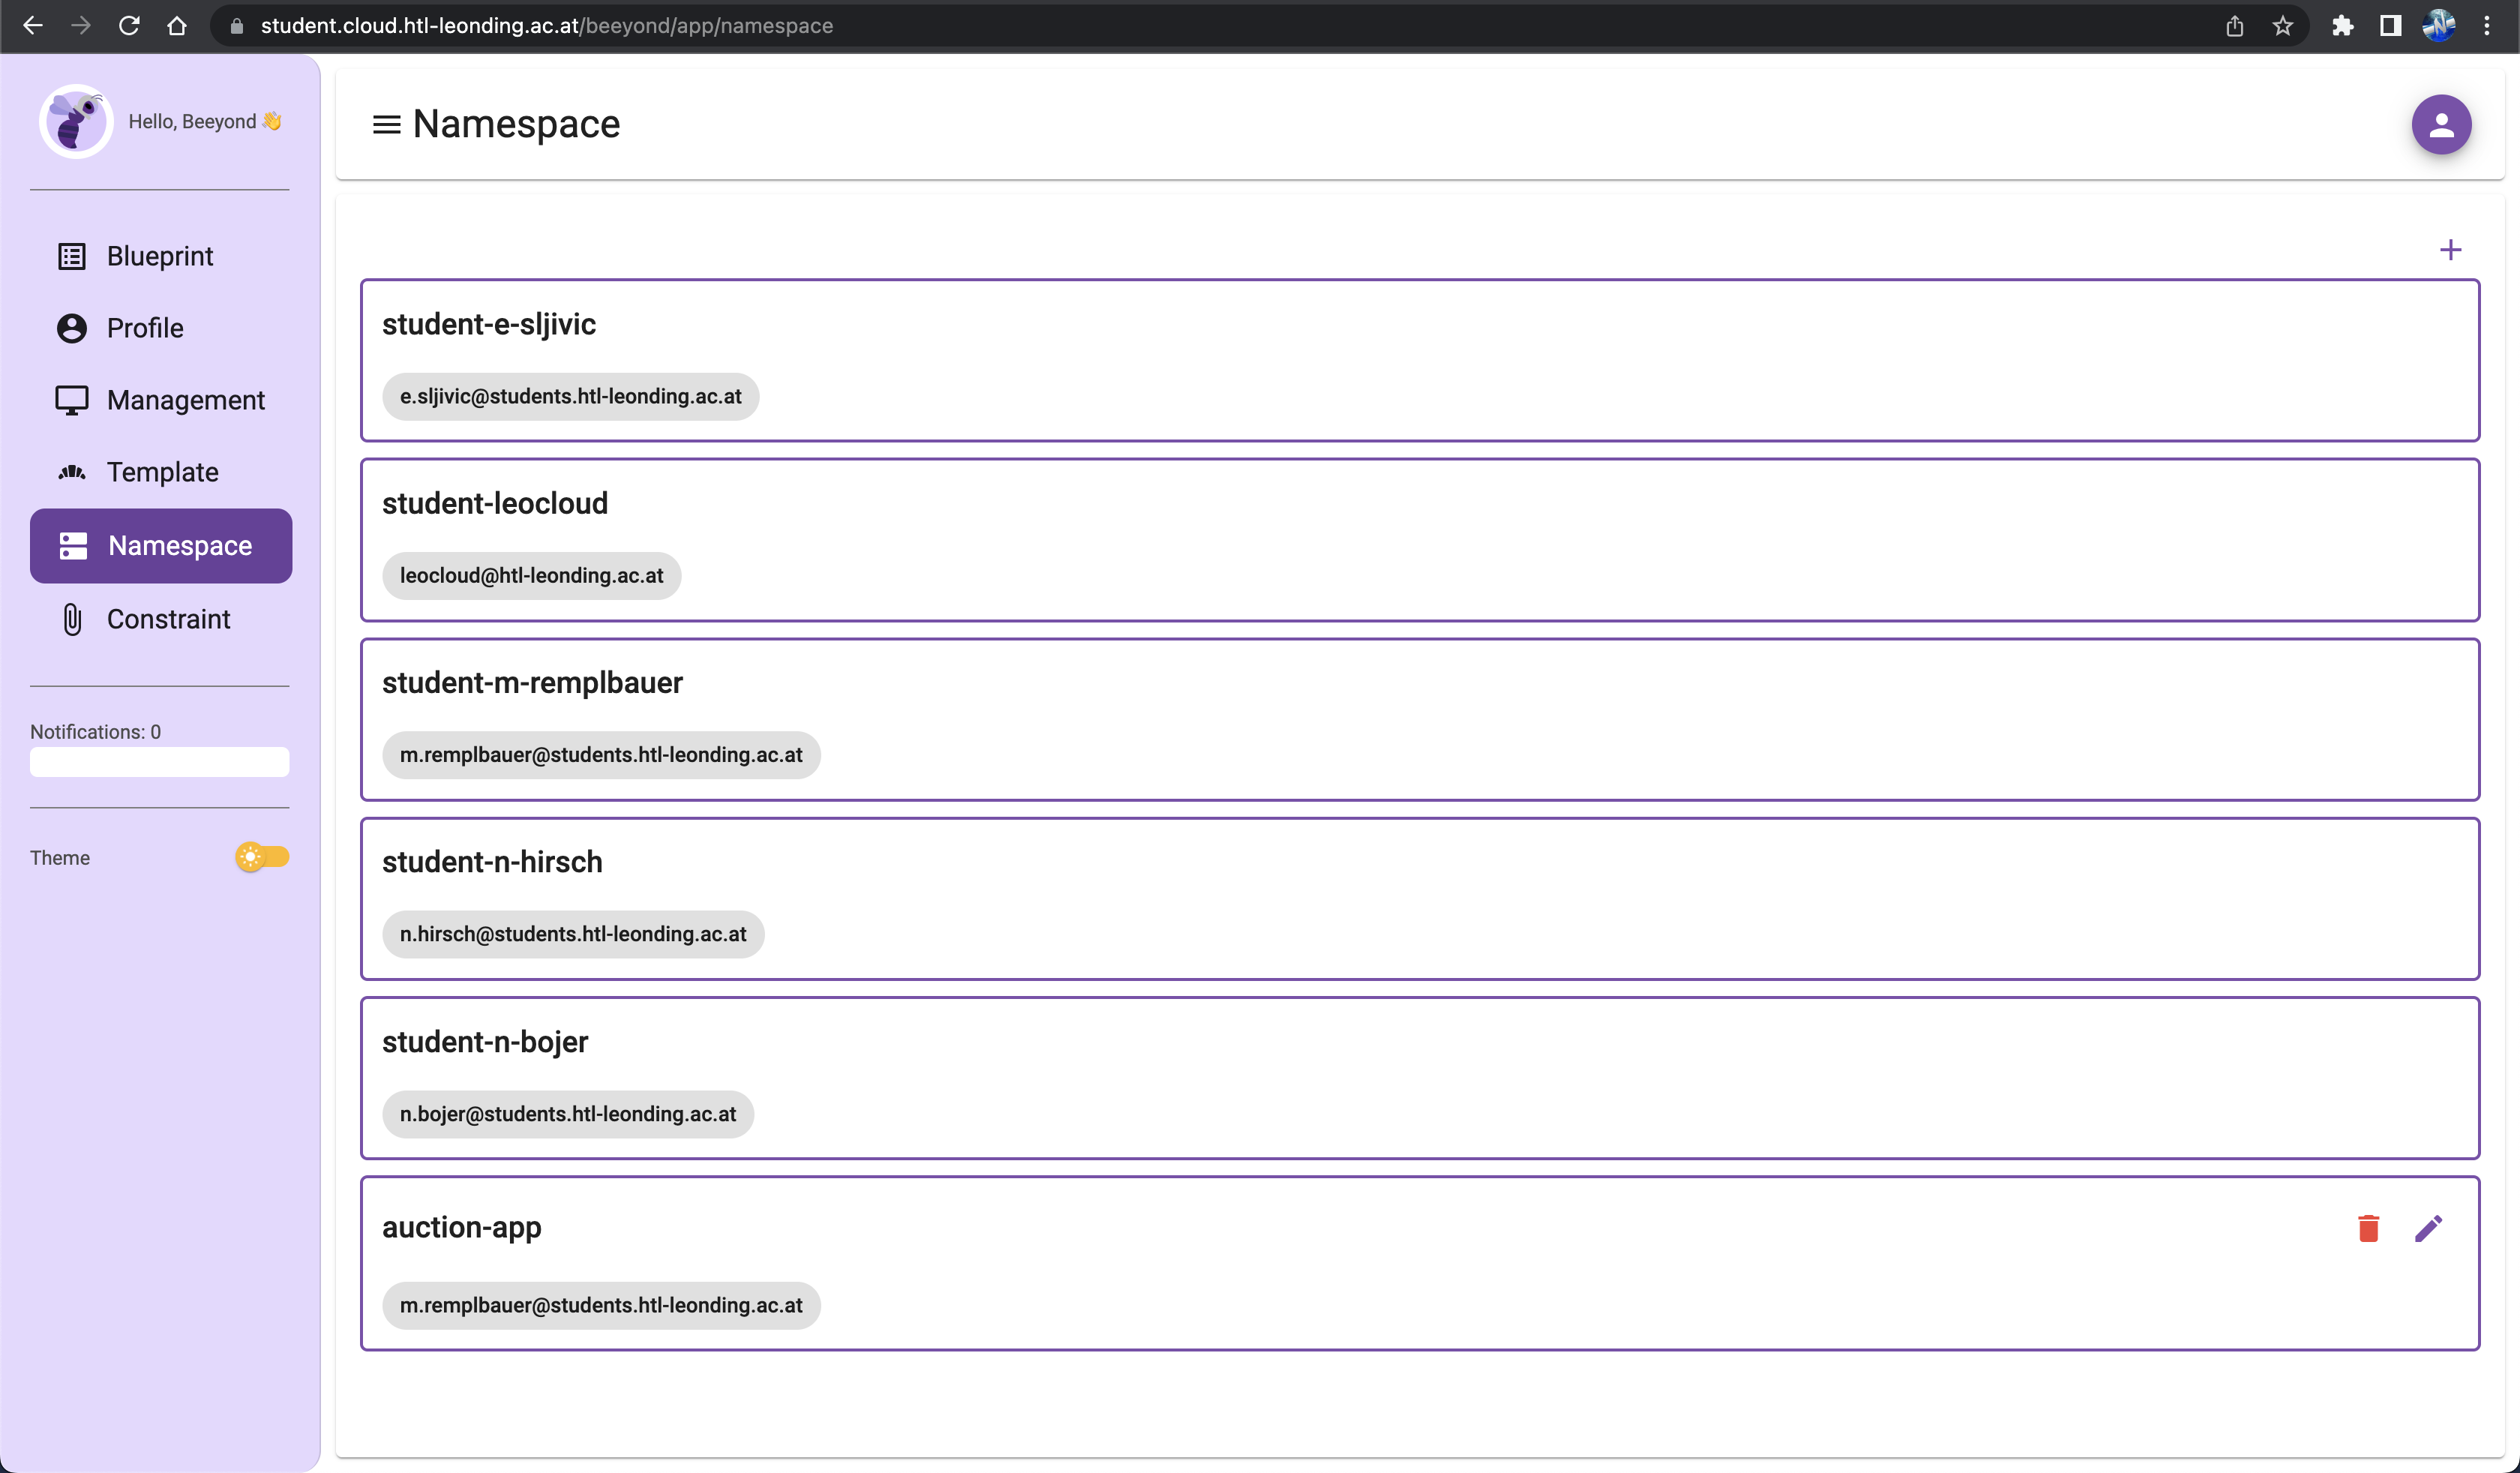 student.cloud.htl-leonding.ac.at/beeyond/app/namespace
Hello, Beeyond 👋
Blueprint
Profile
Management
Template
Namespace
Constraint
Notifications: 0
Theme
Namespace
student-e-sljivic
e.sljivic@students.htl-leonding.ac.at
student-leocloud
leocloud@htl-leonding.ac.at
student-m-remplbauer
m.remplbauer@students.htl-leonding.ac.at
student-n-hirsch
n.hirsch@students.htl-leonding.ac.at
student-n-bojer
n.bojer@students.htl-leonding.ac.at
auction-app
m.remplbauer@students.htl-leonding.ac.at